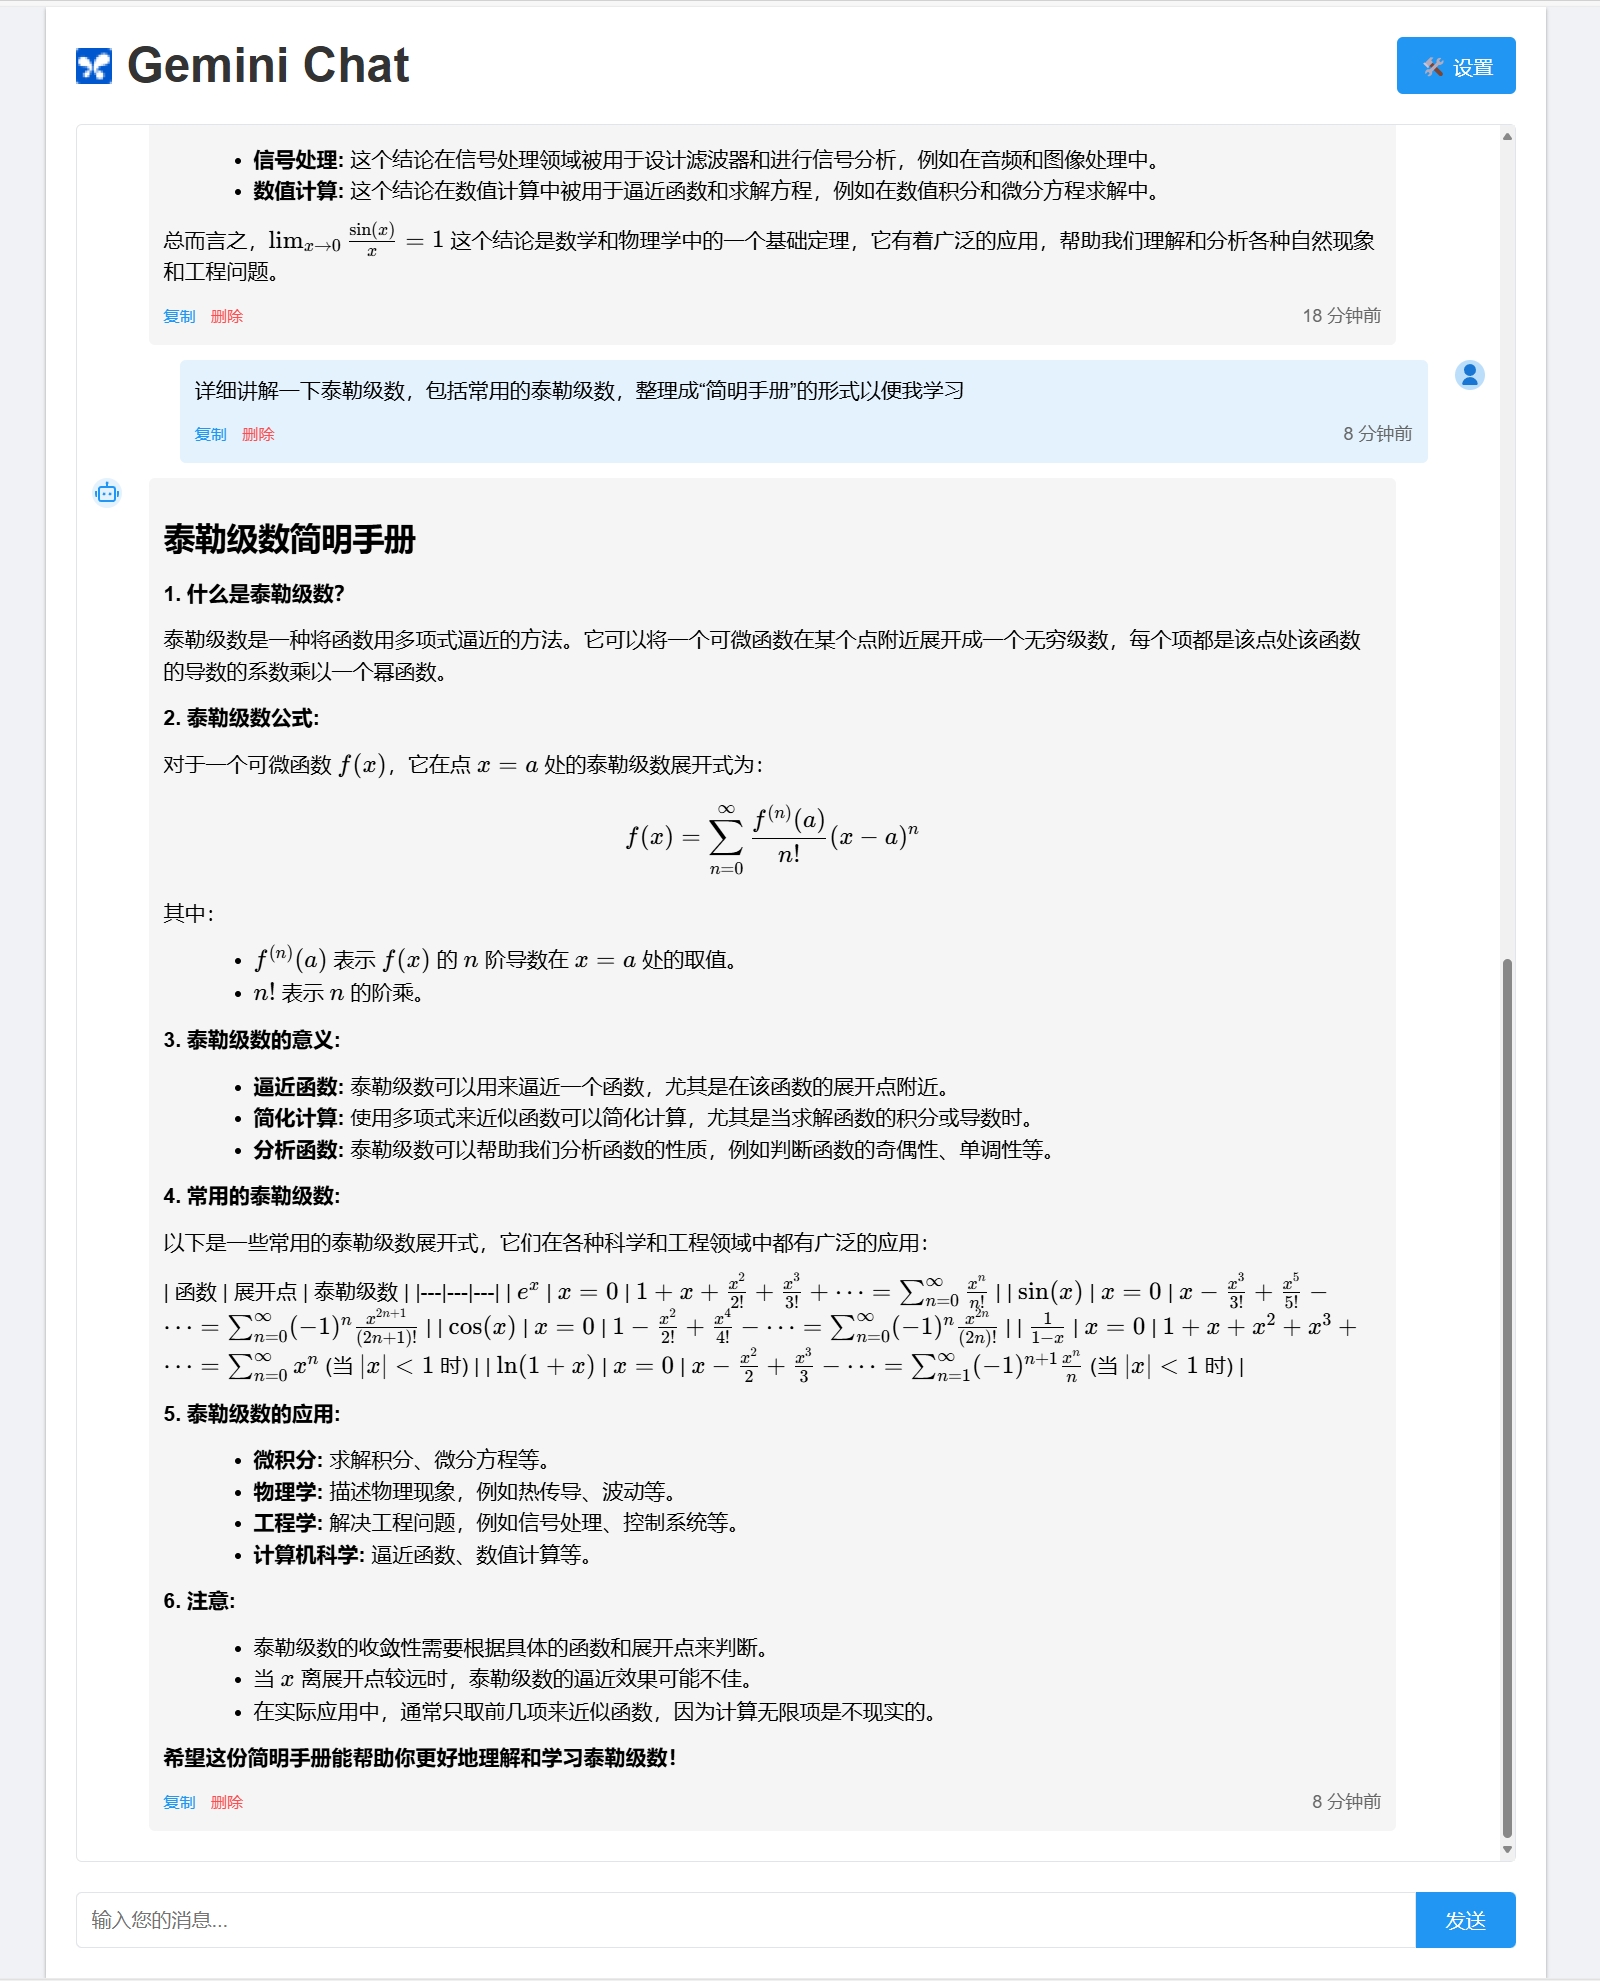 Gemini Chat
🛠 设置
• 信号处理: 这个结论在信号处理领域被用于设计滤波器和进行信号分析，例如在音频和图像处理中。
• 数值计算: 这个结论在数值计算中被用于逼近函数和求解方程，例如在数值积分和微分方程求解中。
总而言之，$\lim_{x \to 0} \frac{\sin(x)}{x} = 1$ 这个结论是数学和物理学中的一个基础定理，它有着广泛的应用，帮助我们理解和分析各种自然现象
和工程问题。
复制 删除 18 分钟前
详细讲解一下泰勒级数，包括常用的泰勒级数，整理成“简明手册”的形式以便我学习
复制 删除 8 分钟前
泰勒级数简明手册
1. 什么是泰勒级数？
泰勒级数是一种将函数用多项式逼近的方法。它可以将一个可微函数在某个点附近展开成一个无穷级数，每个项都是该点处该函数
的导数的系数乘以一个幂函数。
2. 泰勒级数公式:
对于一个可微函数 $f(x)$，它在点 $x = a$ 处的泰勒级数展开式为：
$f(x) = \sum_{n=0}^{\infty} \frac{f^{(n)}(a)}{n!}(x - a)^n$
其中：
• $f^{(n)}(a)$ 表示 $f(x)$ 的 $n$ 阶导数在 $x = a$ 处的取值。
• $n!$ 表示 $n$ 的阶乘。
3. 泰勒级数的意义:
• 逼近函数: 泰勒级数可以用来逼近一个函数，尤其是在该函数的展开点附近。
• 简化计算: 使用多项式来近似函数可以简化计算，尤其是当求解函数的积分或导数时。
• 分析函数: 泰勒级数可以帮助我们分析函数的性质，例如判断函数的奇偶性、单调性等。
4. 常用的泰勒级数:
以下是一些常用的泰勒级数展开式，它们在各种科学和工程领域中都有广泛的应用：
| 函数 | 展开点 | 泰勒级数 | |---|---|---| | $e^x$ | $x = 0$ | $1 + x + \frac{x^2}{2!} + \frac{x^3}{3!} + \cdots = \sum_{n=0}^{\infty} \frac{x^n}{n!}$ | | $\sin(x)$ | $x = 0$ | $x - \frac{x^3}{3!} + \frac{x^5}{5!} -$
$\cdots = \sum_{n=0}^{\infty} (-1)^n \frac{x^{2n+1}}{(2n+1)!}$ | | $\cos(x)$ | $x = 0$ | $1 - \frac{x^2}{2!} + \frac{x^4}{4!} - \cdots = \sum_{n=0}^{\infty} (-1)^n \frac{x^{2n}}{(2n)!}$ | | $\frac{1}{1-x}$ | $x = 0$ | $1 + x + x^2 + x^3 +$
$\cdots = \sum_{n=0}^{\infty} x^n$ (当 $|x| < 1$ 时) | | $\ln(1 + x)$ | $x = 0$ | $x - \frac{x^2}{2} + \frac{x^3}{3} - \cdots = \sum_{n=1}^{\infty} (-1)^{n+1} \frac{x^n}{n}$ (当 $|x| < 1$ 时) |
5. 泰勒级数的应用:
• 微积分: 求解积分、微分方程等。
• 物理学: 描述物理现象，例如热传导、波动等。
• 工程学: 解决工程问题，例如信号处理、控制系统等。
• 计算机科学: 逼近函数、数值计算等。
6. 注意:
• 泰勒级数的收敛性需要根据具体的函数和展开点来判断。
• 当 $x$ 离展开点较远时，泰勒级数的逼近效果可能不佳。
• 在实际应用中，通常只取前几项来近似函数，因为计算无限项是不现实的。
希望这份简明手册能帮助你更好地理解和学习泰勒级数！
复制 删除 8 分钟前
输入您的消息...
发送